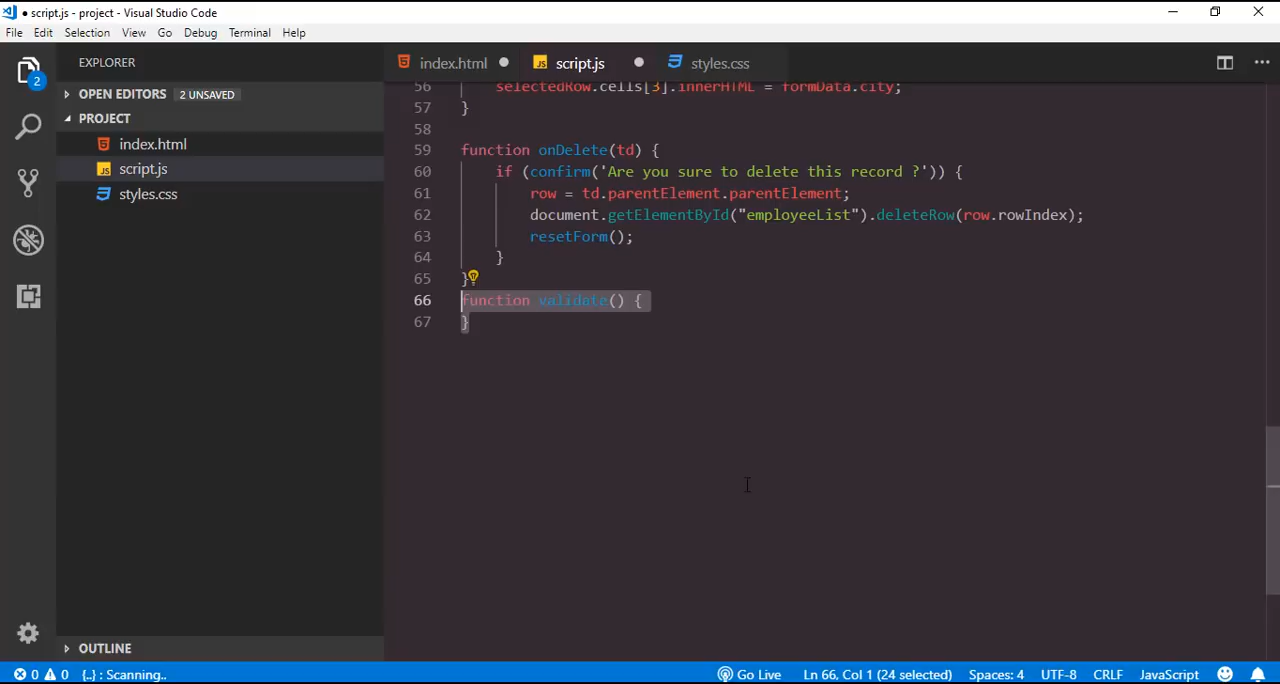 ● script.js - project - Visual Studio Code
File Edit Selection View Go Debug Terminal Help
2
EXPLORER
OPEN EDITORS 2 UNSAVED
PROJECT
index.html
JS script.js
styles.css
OUTLINE
index.html ● JS script.js ● styles.css
56 selectedRow.cells[3].innerHTML = formData.city;
57 }
58
59 function onDelete(td) {
60 if (confirm('Are you sure to delete this record ?')) {
61 row = td.parentElement.parentElement;
62 document.getElementById("employeeList").deleteRow(row.rowIndex);
63 resetForm();
64 }
65 }
66 function validate() {
67 }
0 0 {..} : Scanning.. Go Live Ln 66, Col 1 (24 selected) Spaces: 4 UTF-8 CRLF JavaScript